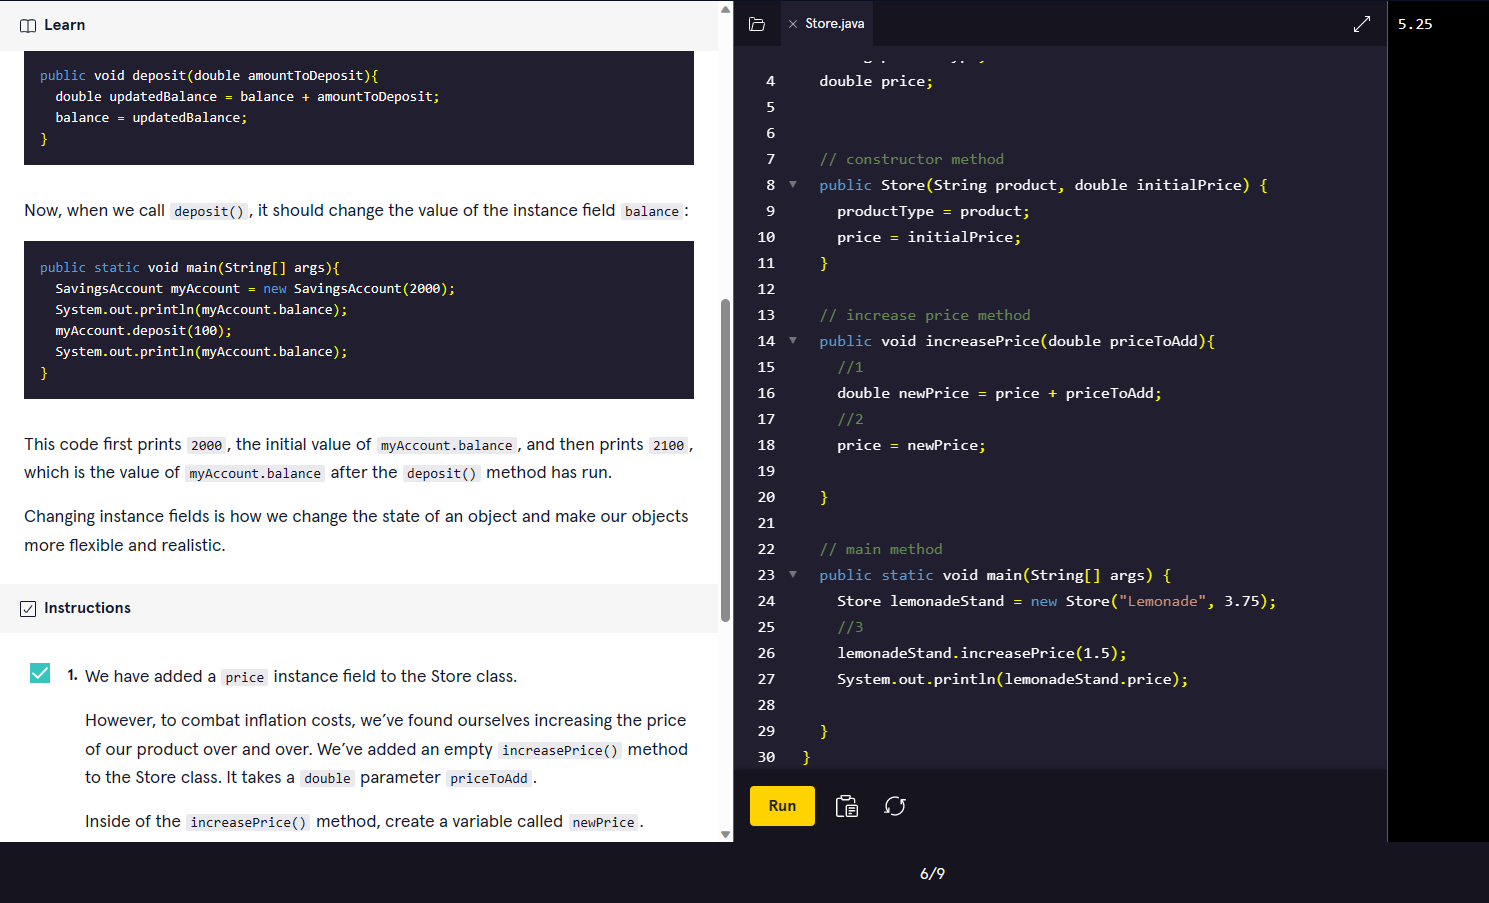 Learn
public void deposit(double amountToDeposit){
double updatedBalance = balance + amountToDeposit;
balance = updatedBalance;
}
Now, when we call deposit(), it should change the value of the instance field balance:
public static void main(String[] args){
SavingsAccount myAccount = new SavingsAccount(2000);
System.out.println(myAccount.balance);
myAccount.deposit(100);
System.out.println(myAccount.balance);
}
This code first prints 2000, the initial value of myAccount.balance, and then prints 2100,
which is the value of myAccount.balance after the deposit() method has run.
Changing instance fields is how we change the state of an object and make our objects
more flexible and realistic.
Instructions
1. We have added a price instance field to the Store class.
However, to combat inflation costs, we've found ourselves increasing the price
of our product over and over. We've added an empty increasePrice() method
to the Store class. It takes a double parameter priceToAdd.
Inside of the increasePrice() method, create a variable called newPrice.
Store.java
4 double price;
5
6
7 // constructor method
8 public Store(String product, double initialPrice) {
9 productType = product;
10 price = initialPrice;
11 }
12
13 // increase price method
14 public void increasePrice(double priceToAdd){
15 //1
16 double newPrice = price + priceToAdd;
17 //2
18 price = newPrice;
19
20 }
21
22 // main method
23 public static void main(String[] args) {
24 Store lemonadeStand = new Store("Lemonade", 3.75);
25 //3
26 lemonadeStand.increasePrice(1.5);
27 System.out.println(lemonadeStand.price);
28
29 }
30 }
Run
5.25
6/9